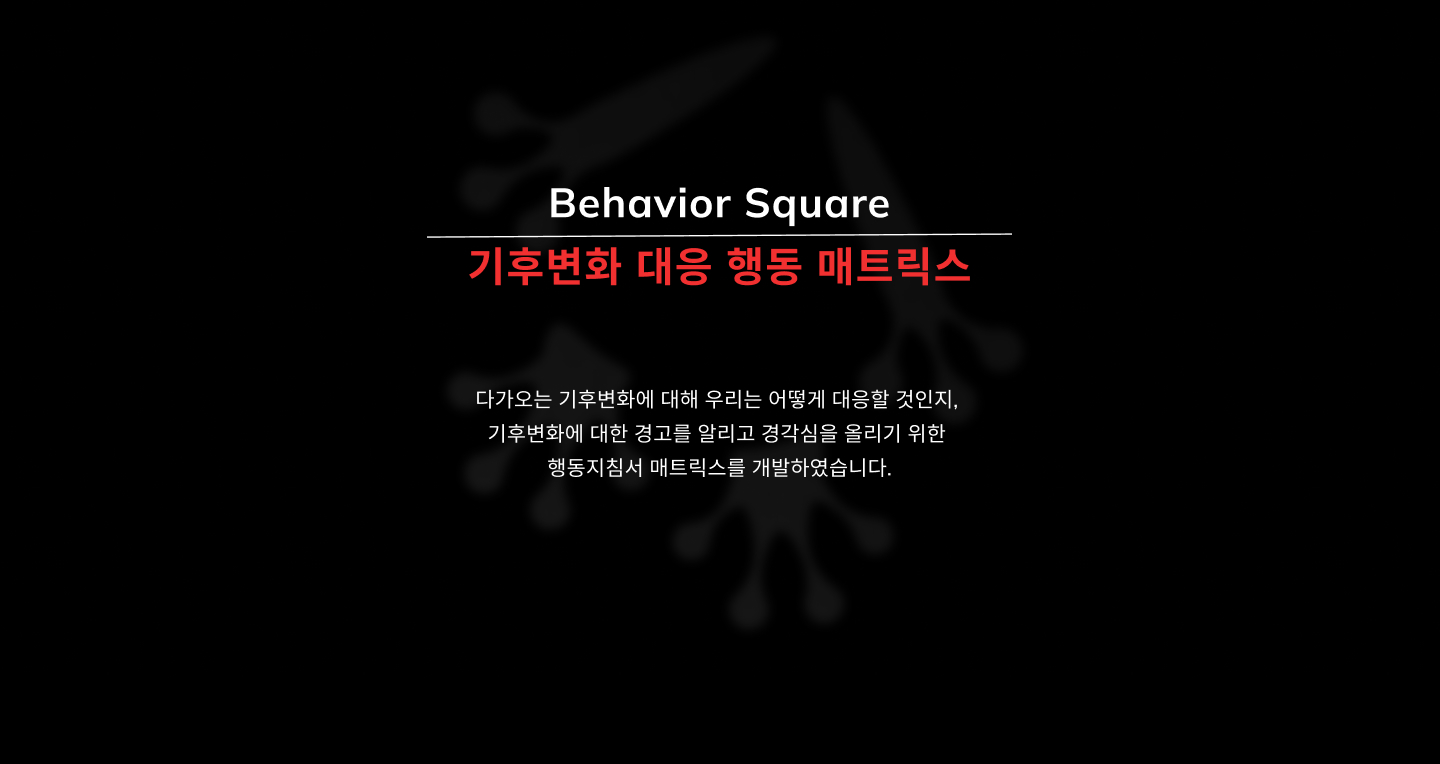 Behavior Square
기후변화 대응 행동 매트릭스
다가오는 기후변화에 대해 우리는 어떻게 대응할 것인지,
기후변화에 대한 경고를 알리고 경각심을 올리기 위한
행동지침서 매트릭스를 개발하였습니다.